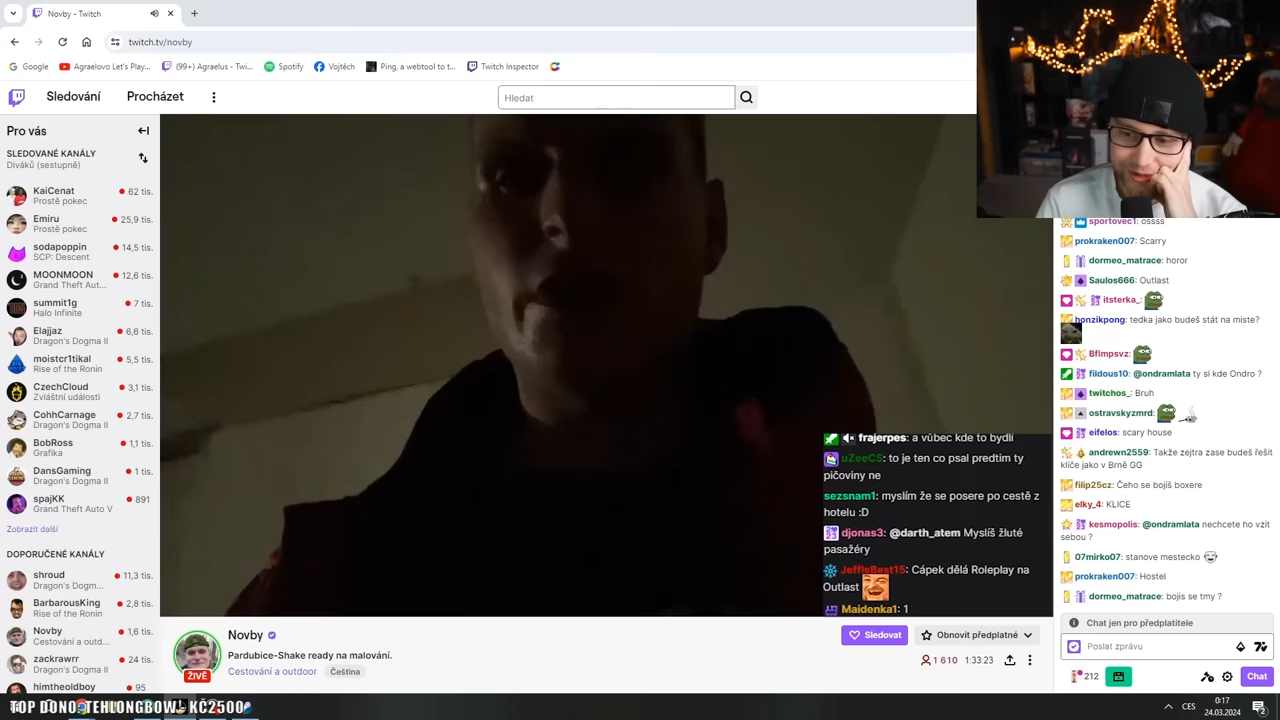 Novby - Twitch
twitch.tv/novby
Google
Agraelovo Let's Play...
(99+) Agraelus - Twi...
Spotify
Vojtěch
Ping, a webtool to t...
Twitch Inspector
Sledování
Procházet
Hledat
Pro vás
SLEDOVANÉ KANÁLY
Diváků (sestupně)
KaiCenat 62 tis.
Prostě pokec
Emiru 25,9 tis.
Prostě pokec
sodapoppin 14,5 tis.
SCP: Descent
MOONMOON 12,6 tis.
Grand Theft Aut...
summit1g 7 tis.
Halo Infinite
Elajjaz 6,6 tis.
Dragon's Dogma II
moistcr1tikal 5,5 tis.
Rise of the Ronin
CzechCloud 3,1 tis.
Zvláštní události
CohhCarnage 2,7 tis.
Dragon's Dogma II
BobRoss 1,1 tis.
Grafika
DansGaming 1 tis.
Dragon's Dogma II
spajKK 891
Grand Theft Auto V
Zobrazit další
DOPORUČENÉ KANÁLY
shroud 11,3 tis.
Dragon's Dogm...
BarbarousKing 2,8 tis.
Rise of the Ronin
Novby 1,6 tis.
Cestování a outd...
zackrawrr 24 tis.
Dragon's Dogma II
himtheoldboy 95
frajerpes: a vůbec kde to bydlí
uZeeCS: to je ten co psal predtim ty
pičoviny ne
sezsnam1: myslím že se posere po cestě z
hotelu :D
djonas3: @darth_atem Myslíš žluté
pasažéry
JeffIsBest15: Cápek dělá Roleplay na
Outlast
Maidenka1: 1
Novby
Pardubice-Shake ready na malování.
Cestování a outdoor Čeština
ŽIVĚ
Sledovat
Obnovit předplatné
1 610 1:33:23
sportovec1: ossss
prokraken007: Scarry
dormeo_matrace: horor
Saulos666: Outlast
itsterka_:
honzikpong: tedka jako budeš stát na miste?
Bflmpsvz:
fildous10: @ondramlata ty si kde Ondro ?
twitchos_: Bruh
ostravskyzmrd:
eifelos: scary house
andrewn2559: Takže zejtra zase budeš řešit
klíče jako v Brně GG
filip25cz: Čeho se bojíš boxere
elky_4: KLICE
kesmopolis: @ondramlata nechcete ho vzit
sebou ?
07mirko07: stanove mestecko
prokraken007: Hostel
dormeo_matrace: bojis se tmy ?
Chat jen pro předplatitele
Poslat zprávu
212
Chat
CES
0:17
24.03.2024
2